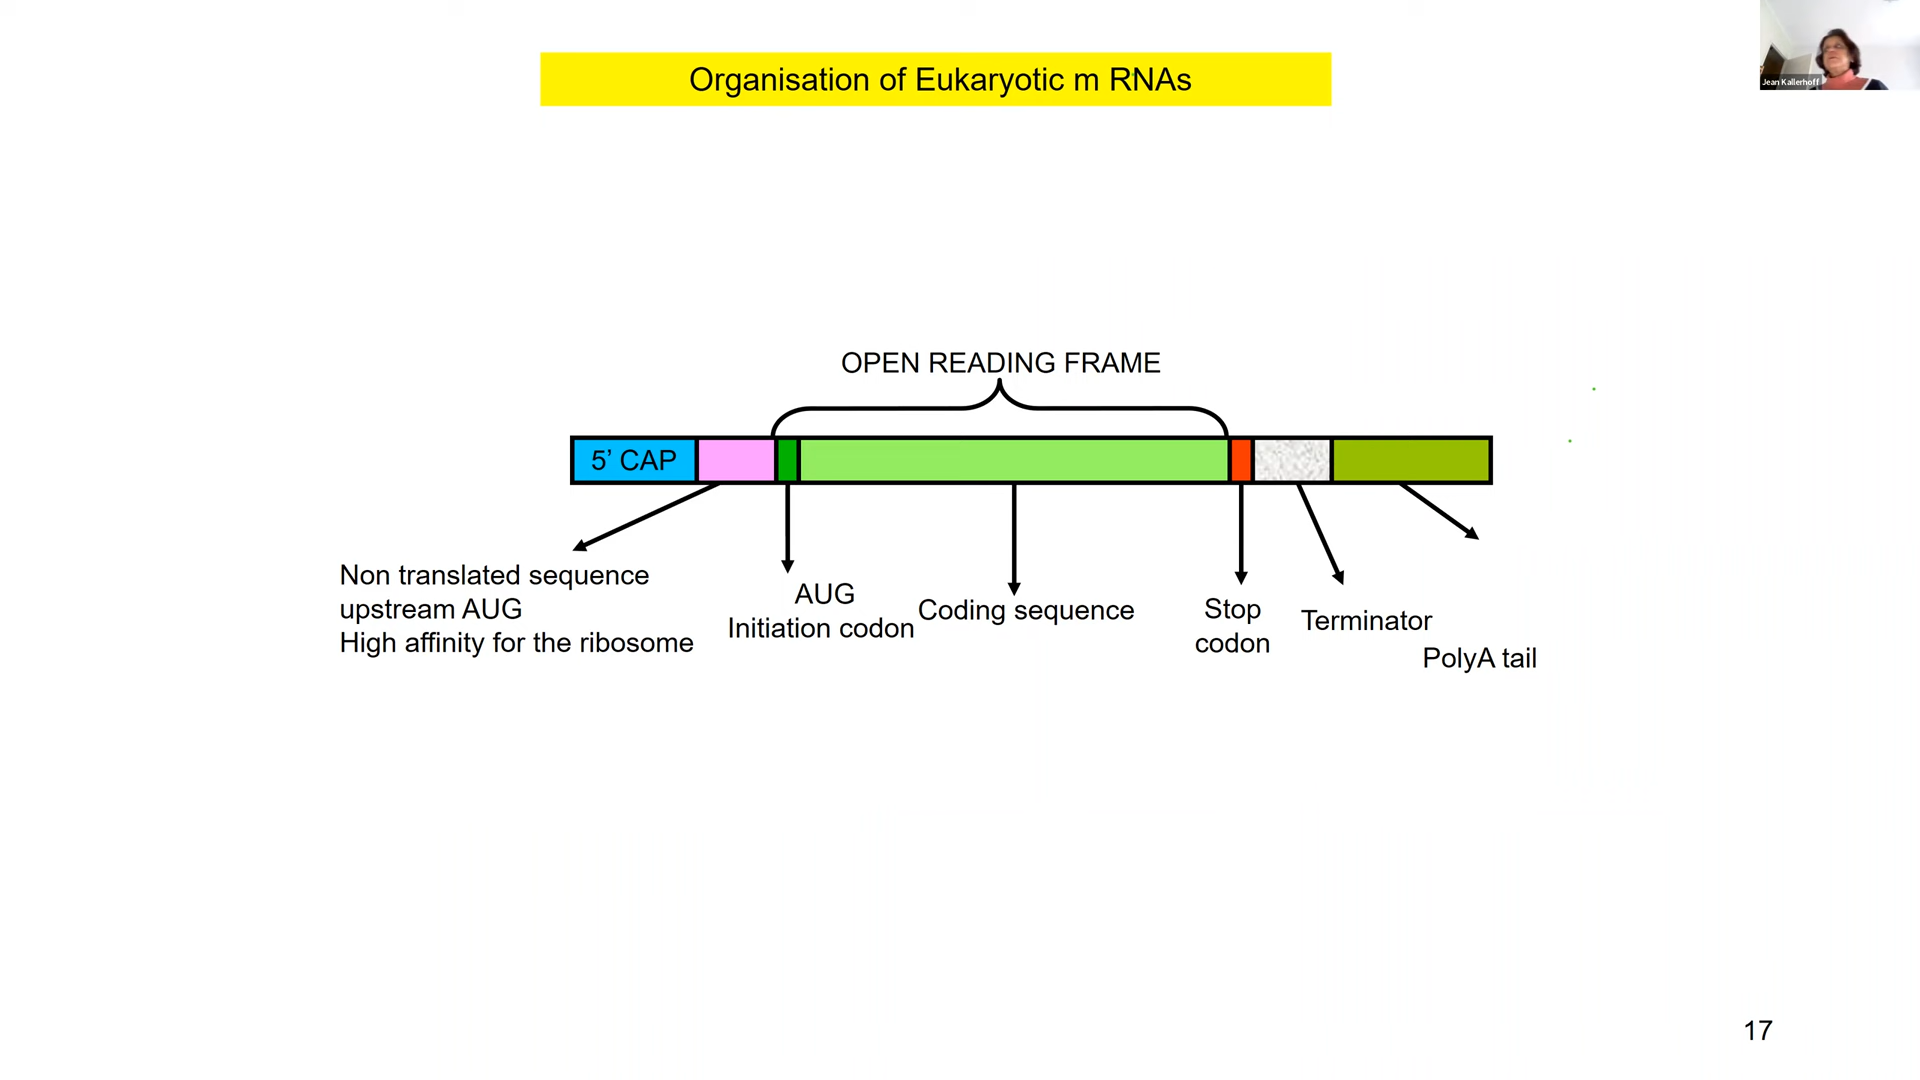 Organisation of Eukaryotic m RNAs
Jean Kallerhoff
OPEN READING FRAME
5’ CAP
Non translated sequence
upstream AUG
High affinity for the ribosome
AUG
Initiation codon
Coding sequence
Stop
codon
Terminator
PolyA tail
17